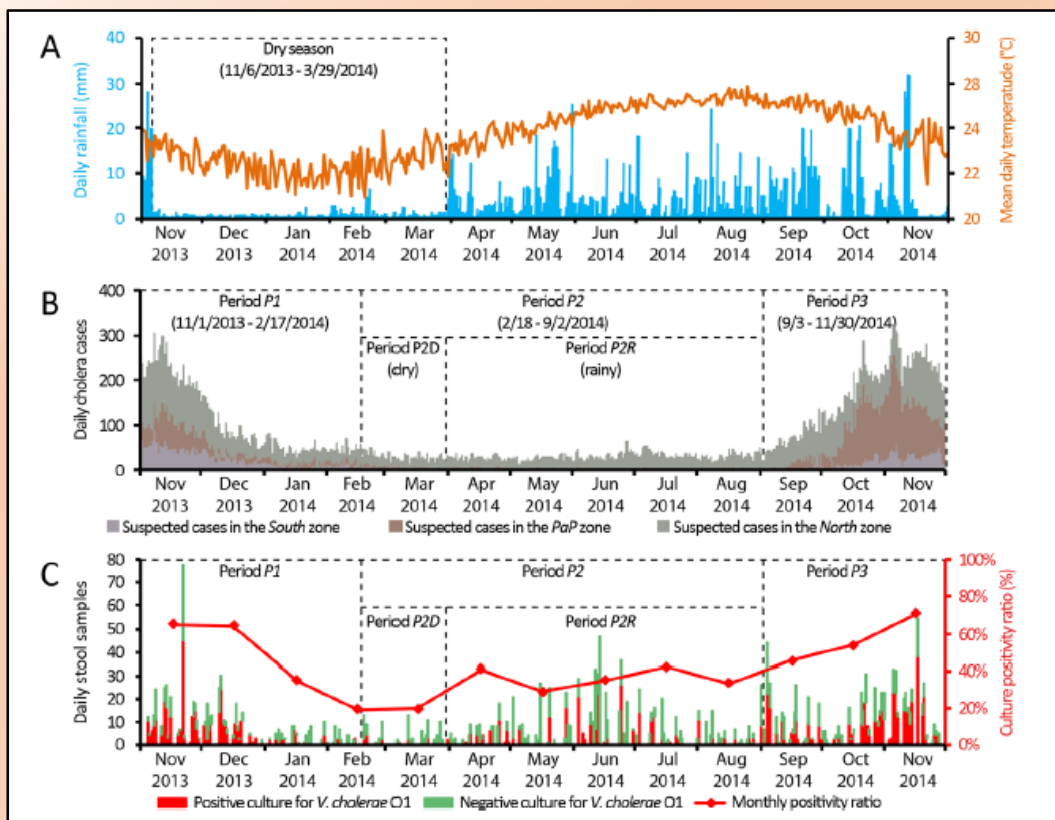 A
Daily rainfall (mm)
40
30
20
10
0
Dry season
(11/6/2013 - 3/29/2014)
30
28
26
24
22
20
Mean daily temperatude (°C)
Nov Dec Jan Feb Mar Apr May Jun Jul Aug Sep Oct Nov
2013 2013 2014 2014 2014 2014 2014 2014 2014 2014 2014 2014 2014
B
Daily cholera cases
400
300
200
100
0
Period P1
(11/1/2013 - 2/17/2014)
Period P2
(2/18 - 9/2/2014)
Period P3
(9/3 - 11/30/2014)
Period P2D
(dry)
Period P2R
(rainy)
Nov Dec Jan Feb Mar Apr May Jun Jul Aug Sep Oct Nov
2013 2013 2014 2014 2014 2014 2014 2014 2014 2014 2014 2014 2014
Suspected cases in the South zone Suspected cases in the PaP zone Suspected cases in the North zone
C
Daily stool samples
80
70
60
50
40
30
20
10
0
Period P1 Period P2 Period P3
Period P2D Period P2R
100%
80%
60%
40%
20%
0%
Culture positivity ratio (%)
Nov Dec Jan Feb Mar Apr May Jun Jul Aug Sep Oct Nov
2013 2013 2014 2014 2014 2014 2014 2014 2014 2014 2014 2014 2014
Positive culture for V. cholerae O1 Negative culture for V. cholerae O1 Monthly positivity ratio